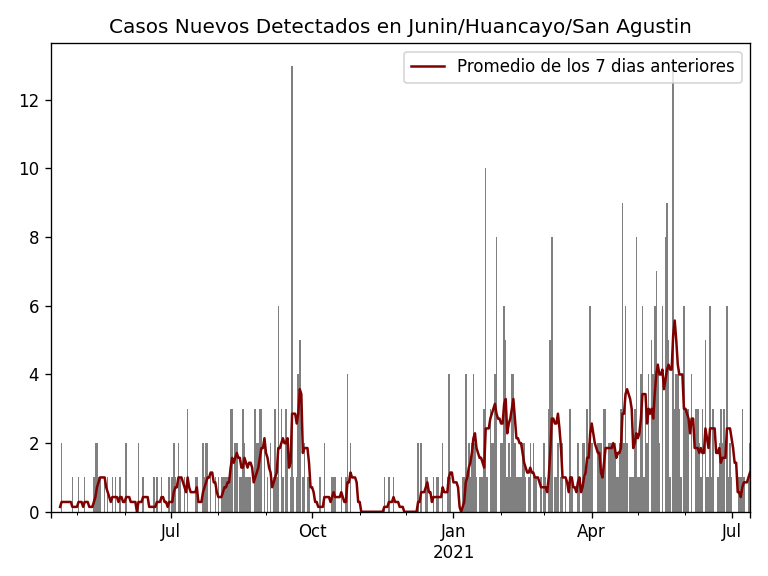 Casos Nuevos Detectados en Junin/Huancayo/San Agustin
Promedio de los 7 dias anteriores
12
10
8
6
4
2
0
Jul
Oct
Jan
Apr
Jul
2021